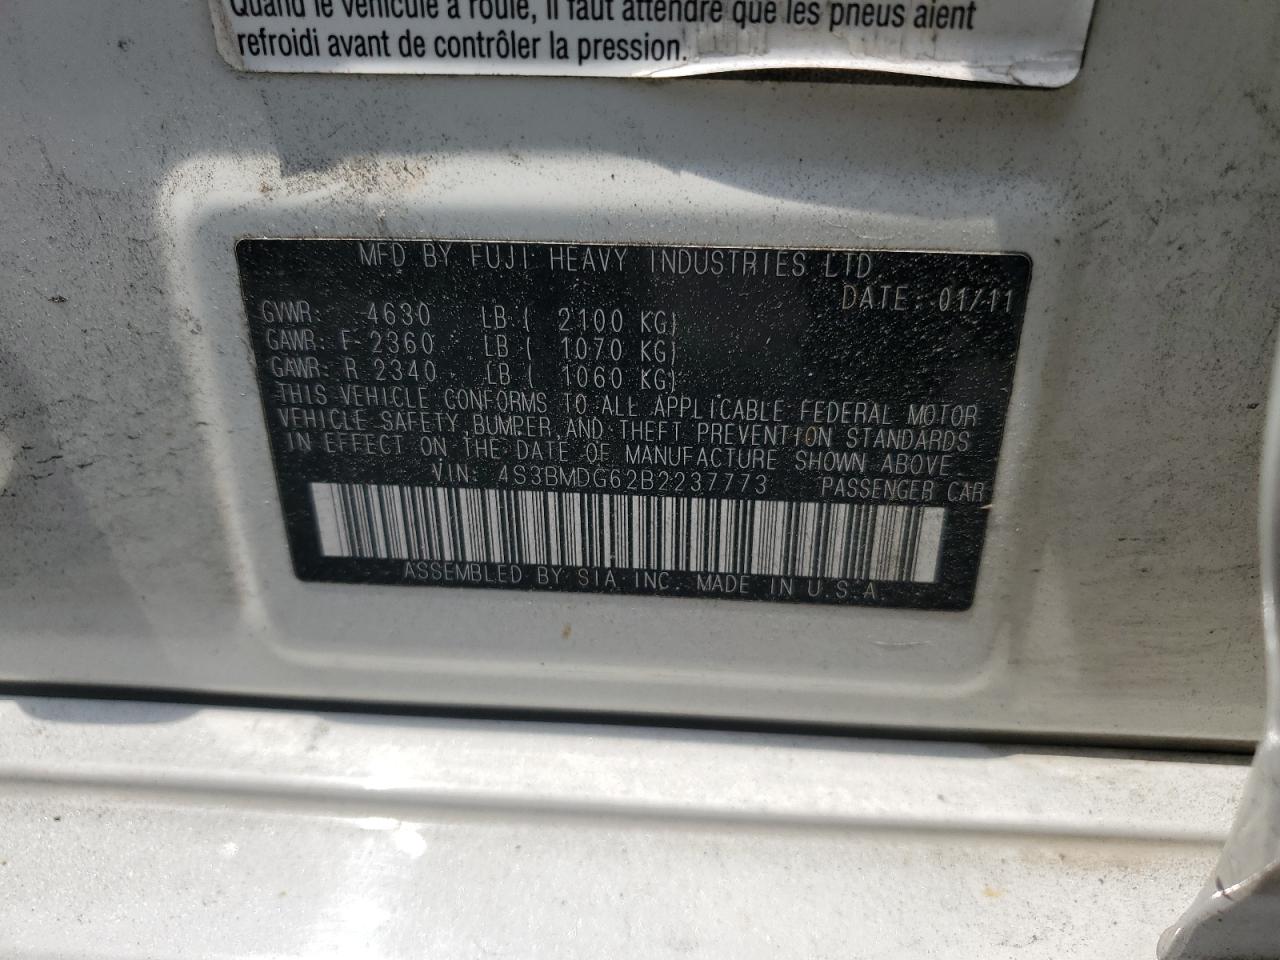 Quand le véhicule a roulé, il faut attendre que les pneus aient
refroidi avant de contrôler la pression.
MFD BY FUJI HEAVY INDUSTRIES LTD
DATE: 01/11
GVWR: 4630 LB ( 2100 KG)
GAWR: F 2360 LB ( 1070 KG)
GAWR: R 2340 LB ( 1060 KG)
THIS VEHICLE CONFORMS TO ALL APPLICABLE FEDERAL MOTOR
VEHICLE SAFETY, BUMPER, AND THEFT PREVENTION STANDARDS
IN EFFECT ON THE DATE OF MANUFACTURE SHOWN ABOVE.
VIN: 4S3BMDG62B2237773 PASSENGER CAR
ASSEMBLED BY SIA INC. MADE IN U.S.A.